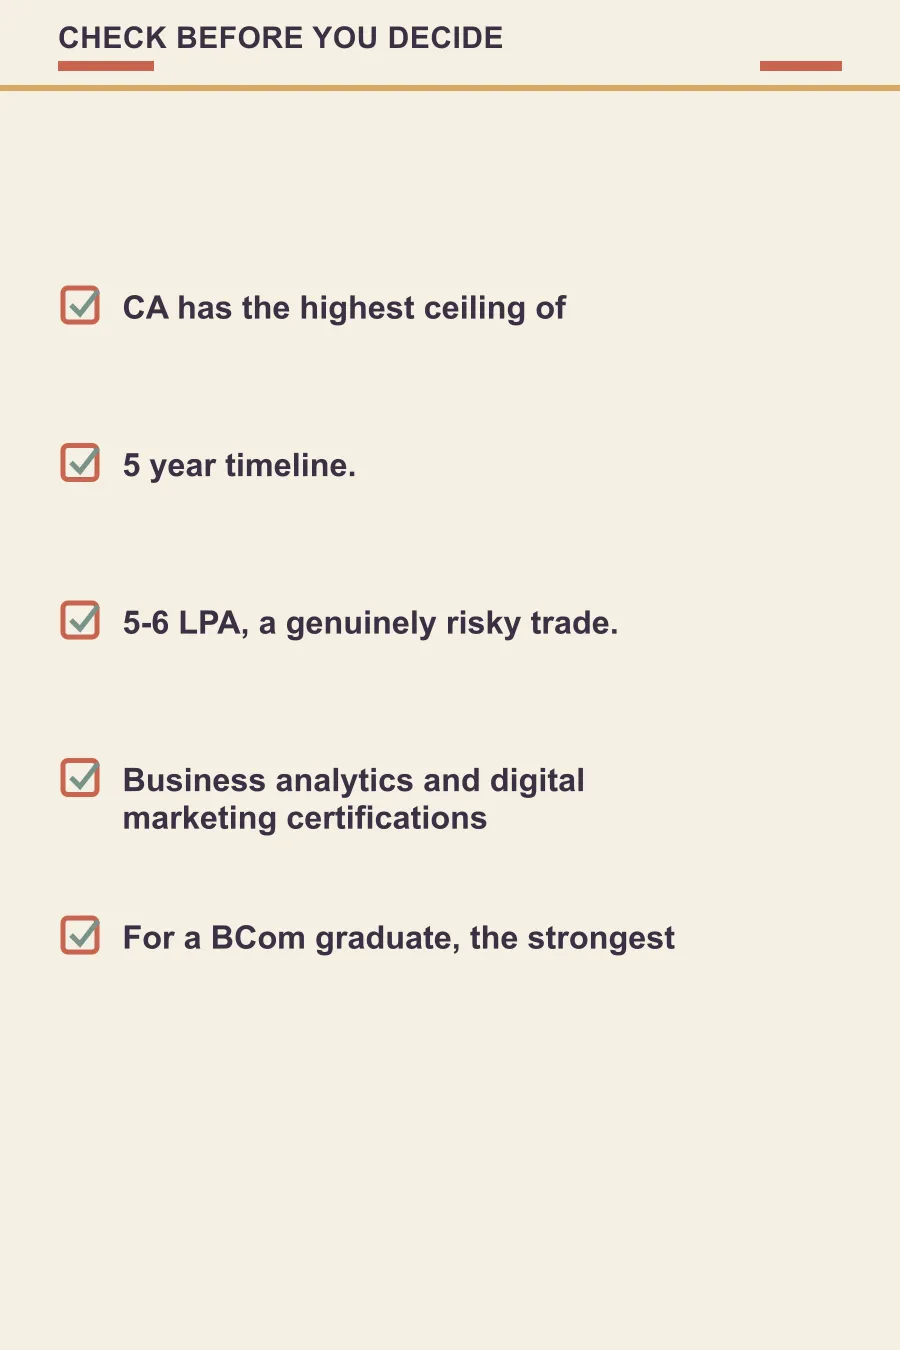 CHECK BEFORE YOU DECIDE
CA has the highest ceiling of
5 year timeline.
5-6 LPA, a genuinely risky trade.
Business analytics and digital
marketing certifications
For a BCom graduate, the strongest